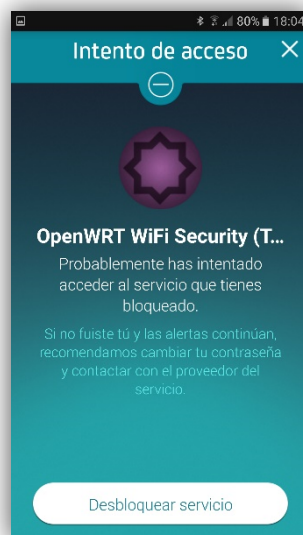 80% 18:04
Intento de acceso
OpenWRT WiFi Security (T...
Probablemente has intentado
acceder al servicio que tienes
bloqueado.
Si no fuiste tú y las alertas continúan,
recomendamos cambiar tu contraseña
y contactar con el proveedor del
servicio.
Desbloquear servicio